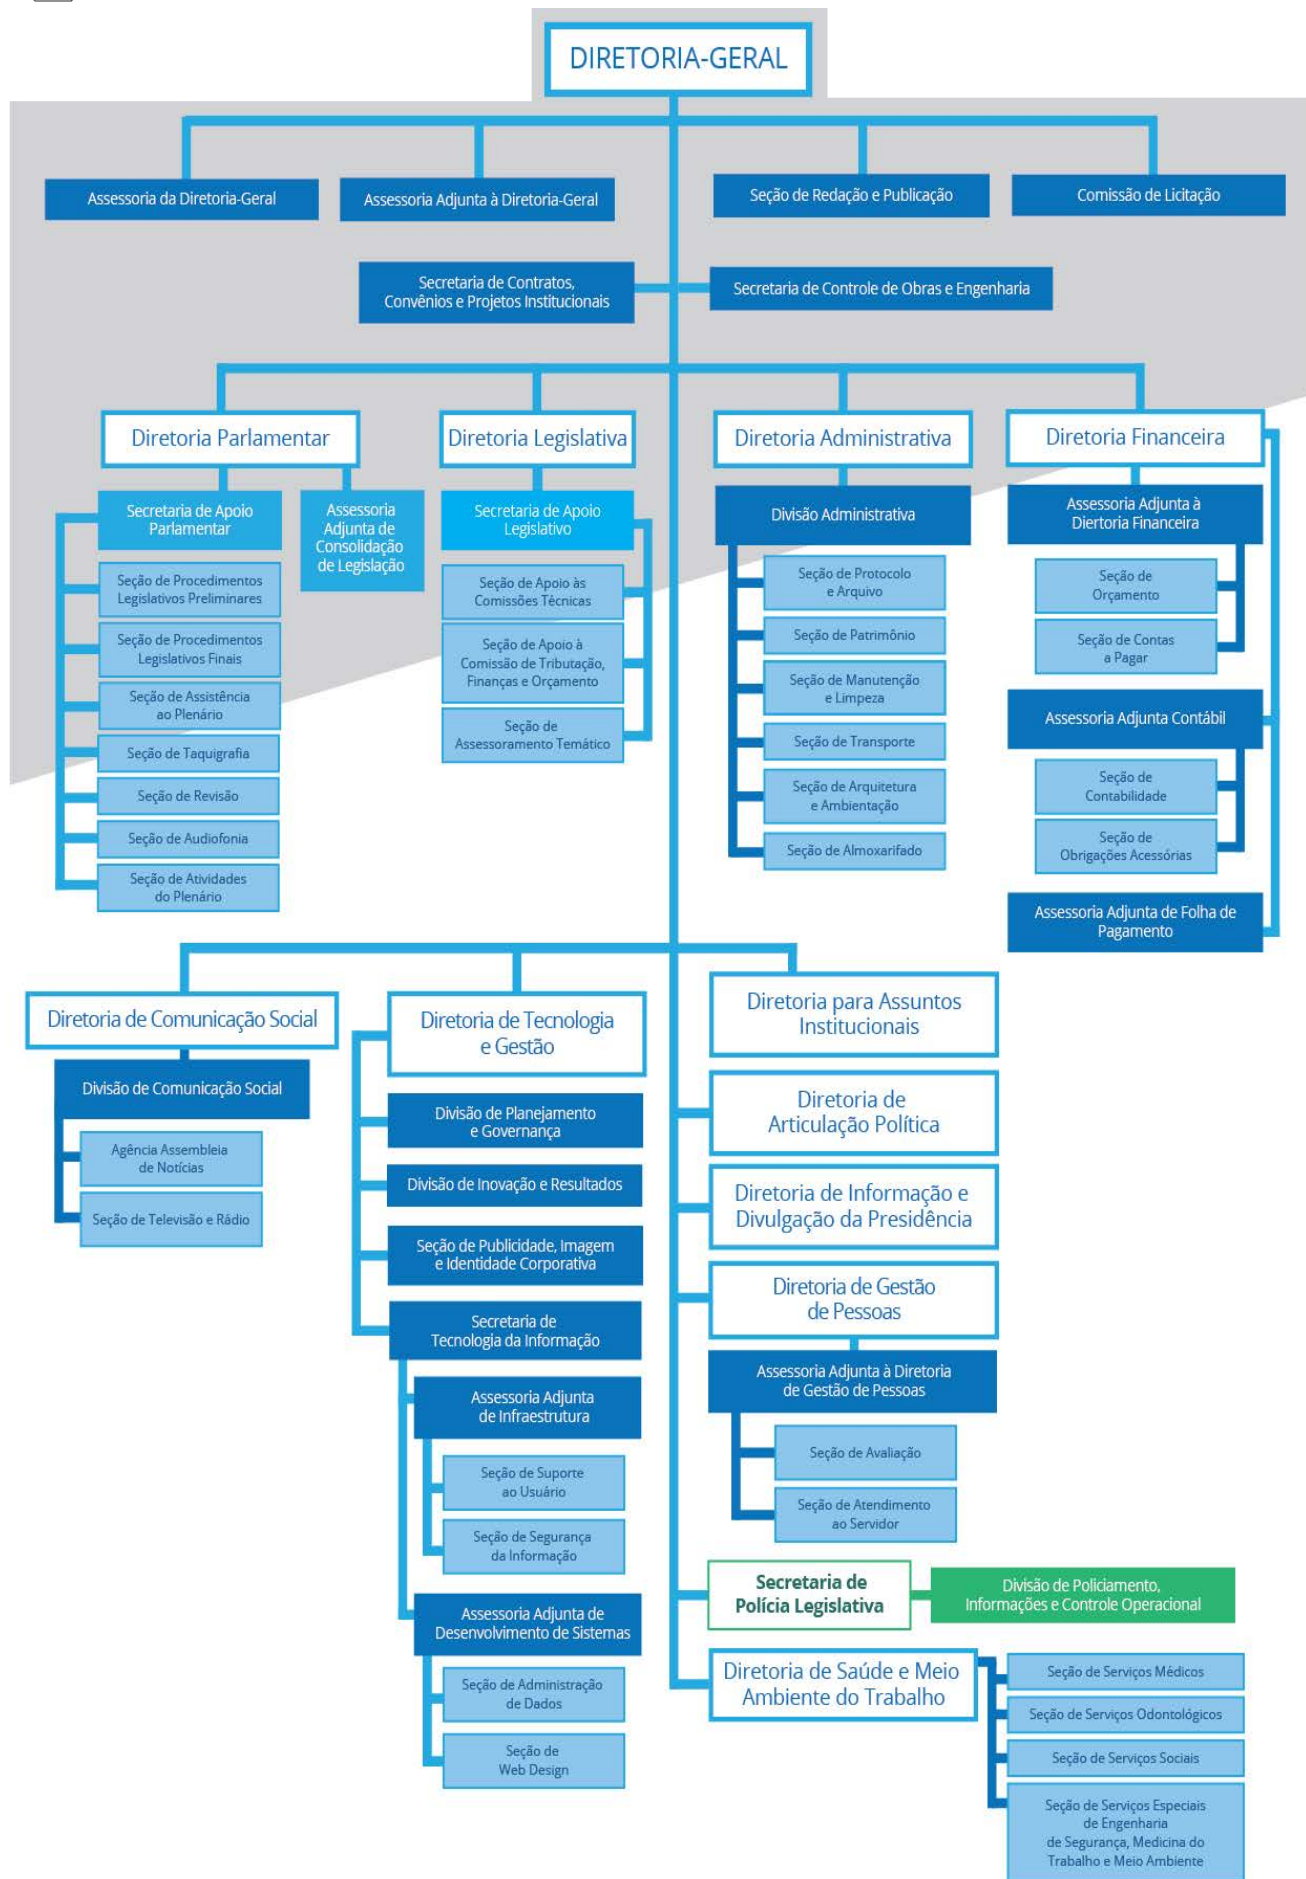 DIRETORIA-GERAL
Assessoria da Diretoria-Geral
Assessoria Adjunta à Diretoria-Geral
Seção de Redação e Publicação
Comissão de Licitação
Secretaria de Contratos,
Convênios e Projetos Institucionais
Secretaria de Controle de Obras e Engenharia
Diretoria Parlamentar
Secretaria de Apoio
Parlamentar
Assessoria
Adjunta de
Consolidação
de Legislação
Seção de Procedimentos
Legislativos Preliminares
Seção de Procedimentos
Legislativos Finais
Seção de Assistência
ao Plenário
Seção de Taquigrafia
Seção de Revisão
Seção de Audiofonia
Seção de Atividades
do Plenário
Diretoria Legislativa
Secretaria de Apoio
Legislativo
Seção de Apoio às
Comissões Técnicas
Seção de Apoio à
Comissão de Tributação,
Finanças e Orçamento
Seção de
Assessoramento Temático
Diretoria Administrativa
Divisão Administrativa
Seção de Protocolo
e Arquivo
Seção de Patrimônio
Seção de Manutenção
e Limpeza
Seção de Transporte
Seção de Arquitetura
e Ambientação
Seção de Almoxarifado
Diretoria Financeira
Assessoria Adjunta à
Diertoria Financeira
Seção de
Orçamento
Seção de Contas
a Pagar
Assessoria Adjunta Contábil
Seção de
Contabilidade
Seção de
Obrigações Acessórias
Assessoria Adjunta de Folha de
Pagamento
Diretoria de Comunicação Social
Divisão de Comunicação Social
Agência Assembleia
de Notícias
Seção de Televisão e Rádio
Diretoria de Tecnologia
e Gestão
Divisão de Planejamento
e Governança
Divisão de Inovação e Resultados
Seção de Publicidade, Imagem
e Identidade Corporativa
Secretaria de
Tecnologia da Informação
Assessoria Adjunta
de Infraestrutura
Seção de Suporte
ao Usuário
Seção de Segurança
da Informação
Assessoria Adjunta de
Desenvolvimento de Sistemas
Seção de Administração
de Dados
Seção de
Web Design
Diretoria para Assuntos
Institucionais
Diretoria de
Articulação Política
Diretoria de Informação e
Divulgação da Presidência
Diretoria de Gestão
de Pessoas
Assessoria Adjunta à Diretoria
de Gestão de Pessoas
Seção de Avaliação
Seção de Atendimento
ao Servidor
Secretaria de
Polícia Legislativa
Divisão de Policiamento,
Informações e Controle Operacional
Diretoria de Saúde e Meio
Ambiente do Trabalho
Seção de Serviços Médicos
Seção de Serviços Odontológicos
Seção de Serviços Sociais
Seção de Serviços Especiais
de Engenharia
de Segurança, Medicina do
Trabalho e Meio Ambiente